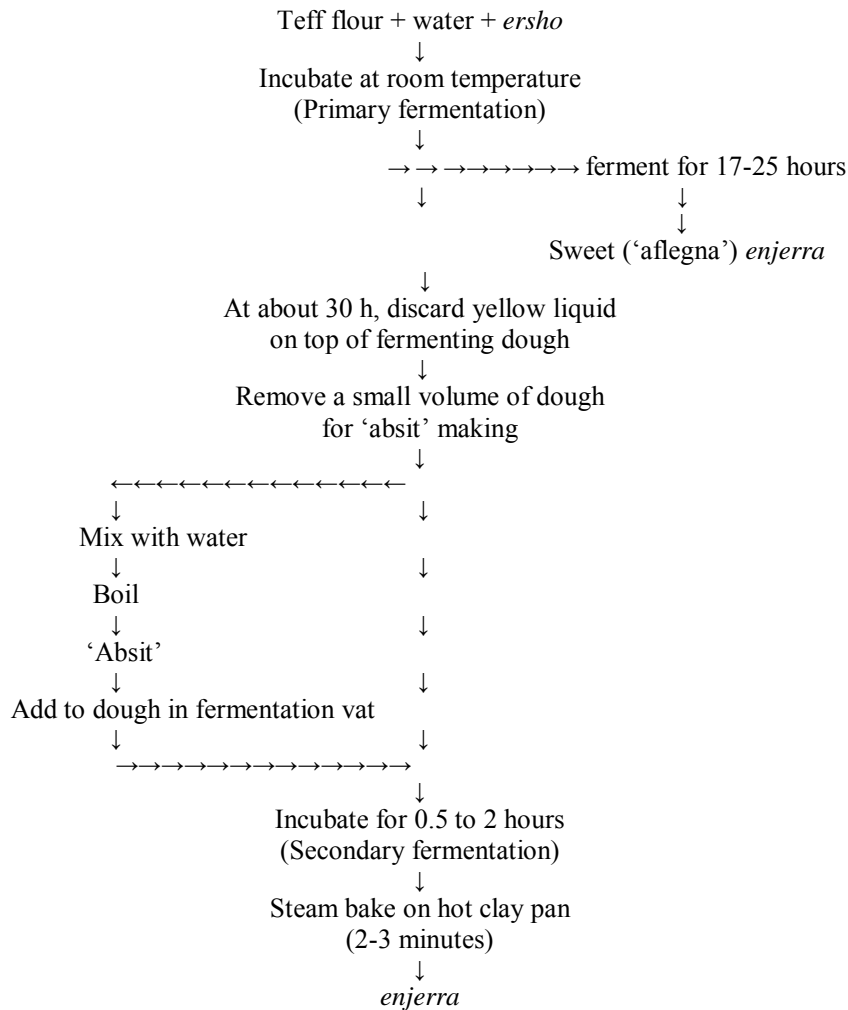 Teff flour + water + ersho
↓
Incubate at room temperature
(Primary fermentation)
↓
→ → →→→→→→ ferment for 17-25 hours
↓ ↓
↓
Sweet (‘aflegna’) enjerra
↓
At about 30 h, discard yellow liquid
on top of fermenting dough
↓
Remove a small volume of dough
for ‘absit’ making
↓
←←←←←←←←←←←←←
↓ ↓
Mix with water
↓ ↓
Boil
↓ ↓
‘Absit’
↓ ↓
Add to dough in fermentation vat
↓ ↓
→→→→→→→→→→→→→
↓
Incubate for 0.5 to 2 hours
(Secondary fermentation)
↓
Steam bake on hot clay pan
(2-3 minutes)
↓
enjerra